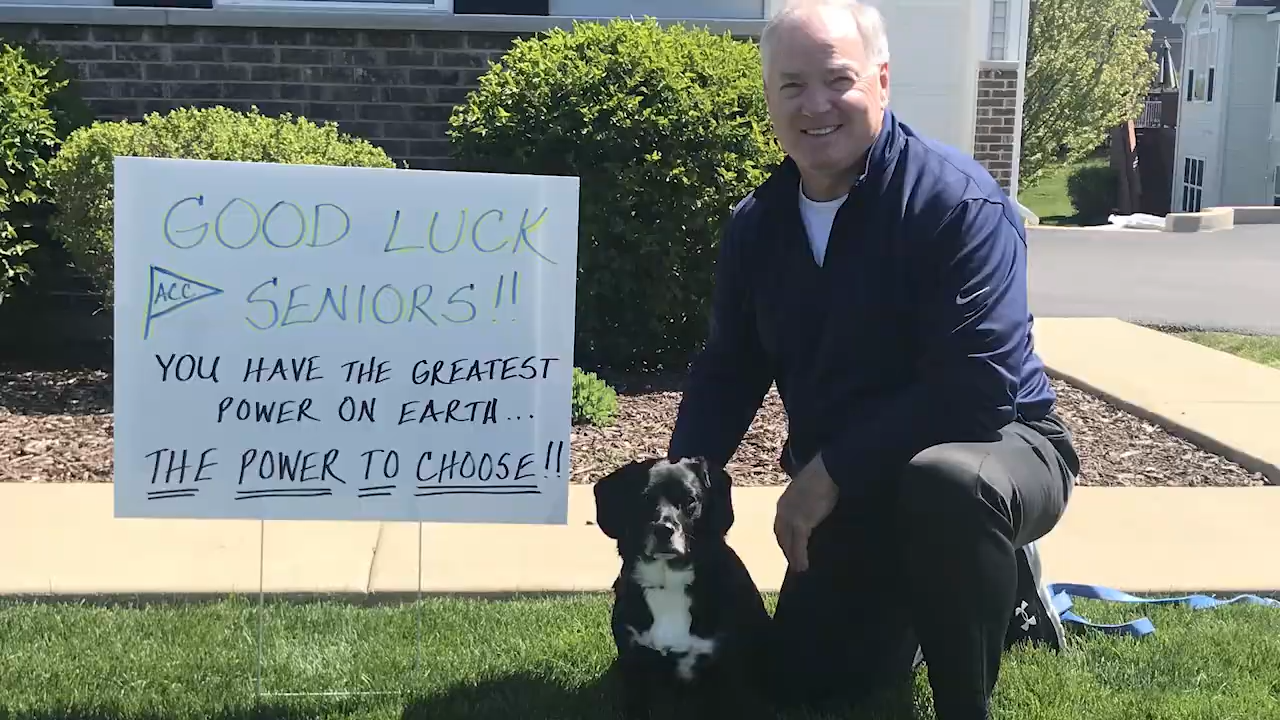 GOOD LUCK
ACC SENIORS!!
YOU HAVE THE GREATEST
POWER ON EARTH...
THE POWER TO CHOOSE!!